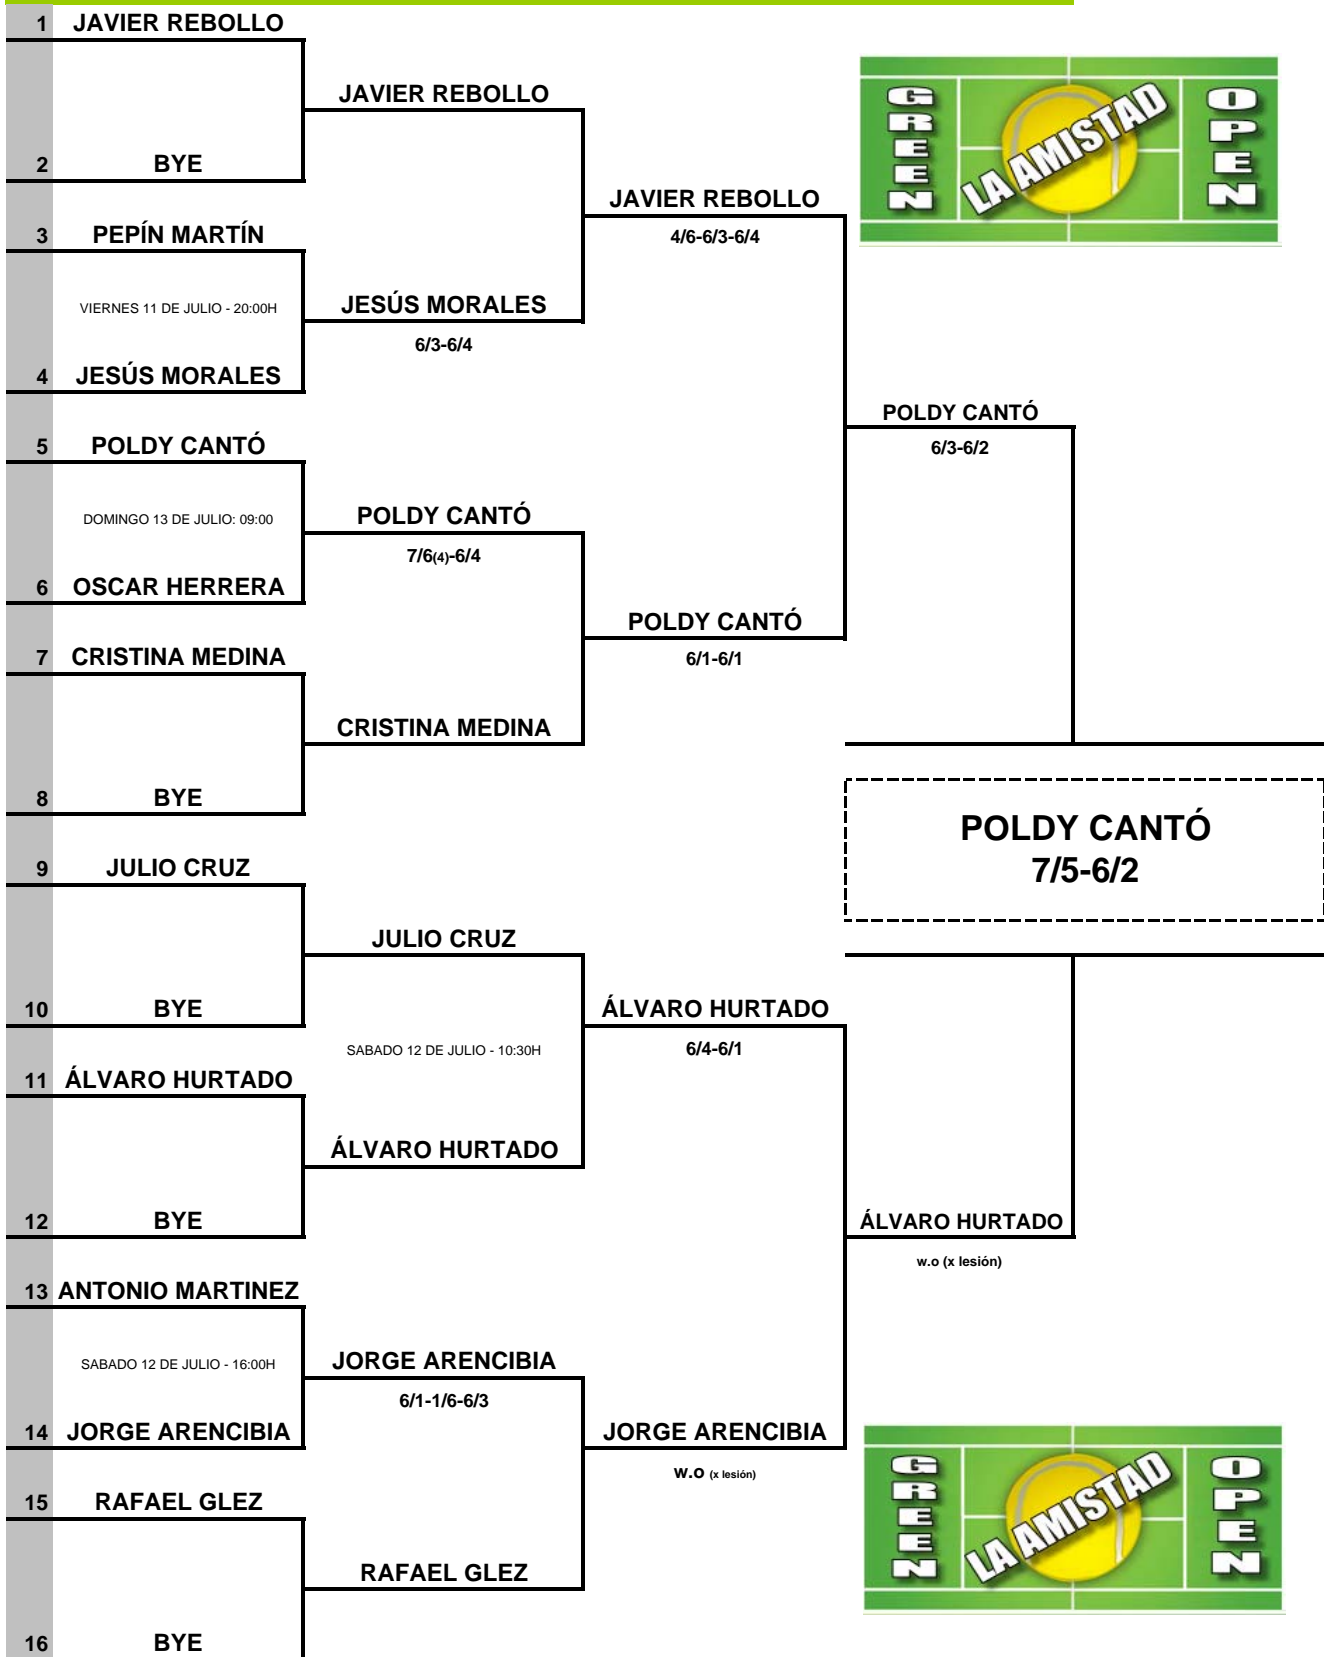 1 JAVIER REBOLLO
JAVIER REBOLLO
2 BYE
JAVIER REBOLLO
4/6-6/3-6/4
3 PEPÍN MARTÍN
VIERNES 11 DE JULIO - 20:00H
JESÚS MORALES
6/3-6/4
4 JESÚS MORALES
POLDY CANTÓ
6/3-6/2
5 POLDY CANTÓ
DOMINGO 13 DE JULIO: 09:00
POLDY CANTÓ
7/6(4)-6/4
6 OSCAR HERRERA
POLDY CANTÓ
6/1-6/1
7 CRISTINA MEDINA
CRISTINA MEDINA
8 BYE
POLDY CANTÓ
7/5-6/2
9 JULIO CRUZ
JULIO CRUZ
10 BYE
ÁLVARO HURTADO
SABADO 12 DE JULIO - 10:30H
6/4-6/1
11 ÁLVARO HURTADO
ÁLVARO HURTADO
12 BYE
ÁLVARO HURTADO
w.o (x lesión)
13 ANTONIO MARTINEZ
SABADO 12 DE JULIO - 16:00H
JORGE ARENCIBIA
6/1-1/6-6/3
14 JORGE ARENCIBIA
JORGE ARENCIBIA
W.O (x lesión)
15 RAFAEL GLEZ
RAFAEL GLEZ
16 BYE
GREEN
LA AMISTAD
OPEN
GREEN
LA AMISTAD
OPEN